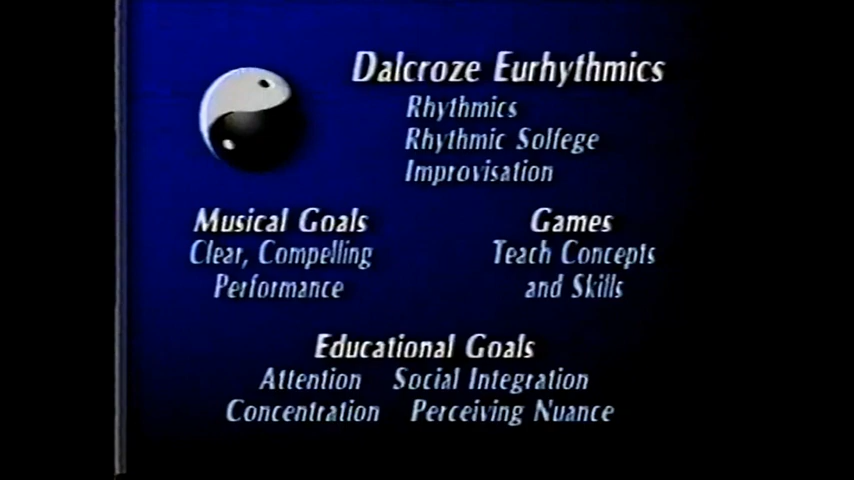 Dalcroze Eurhythmics
Rhythmics
Rhythmic Solfege
Improvisation
Musical Goals
Clear, Compelling
Performance
Games
Teach Concepts
and Skills
Educational Goals
Attention Social Integration
Concentration Perceiving Nuance